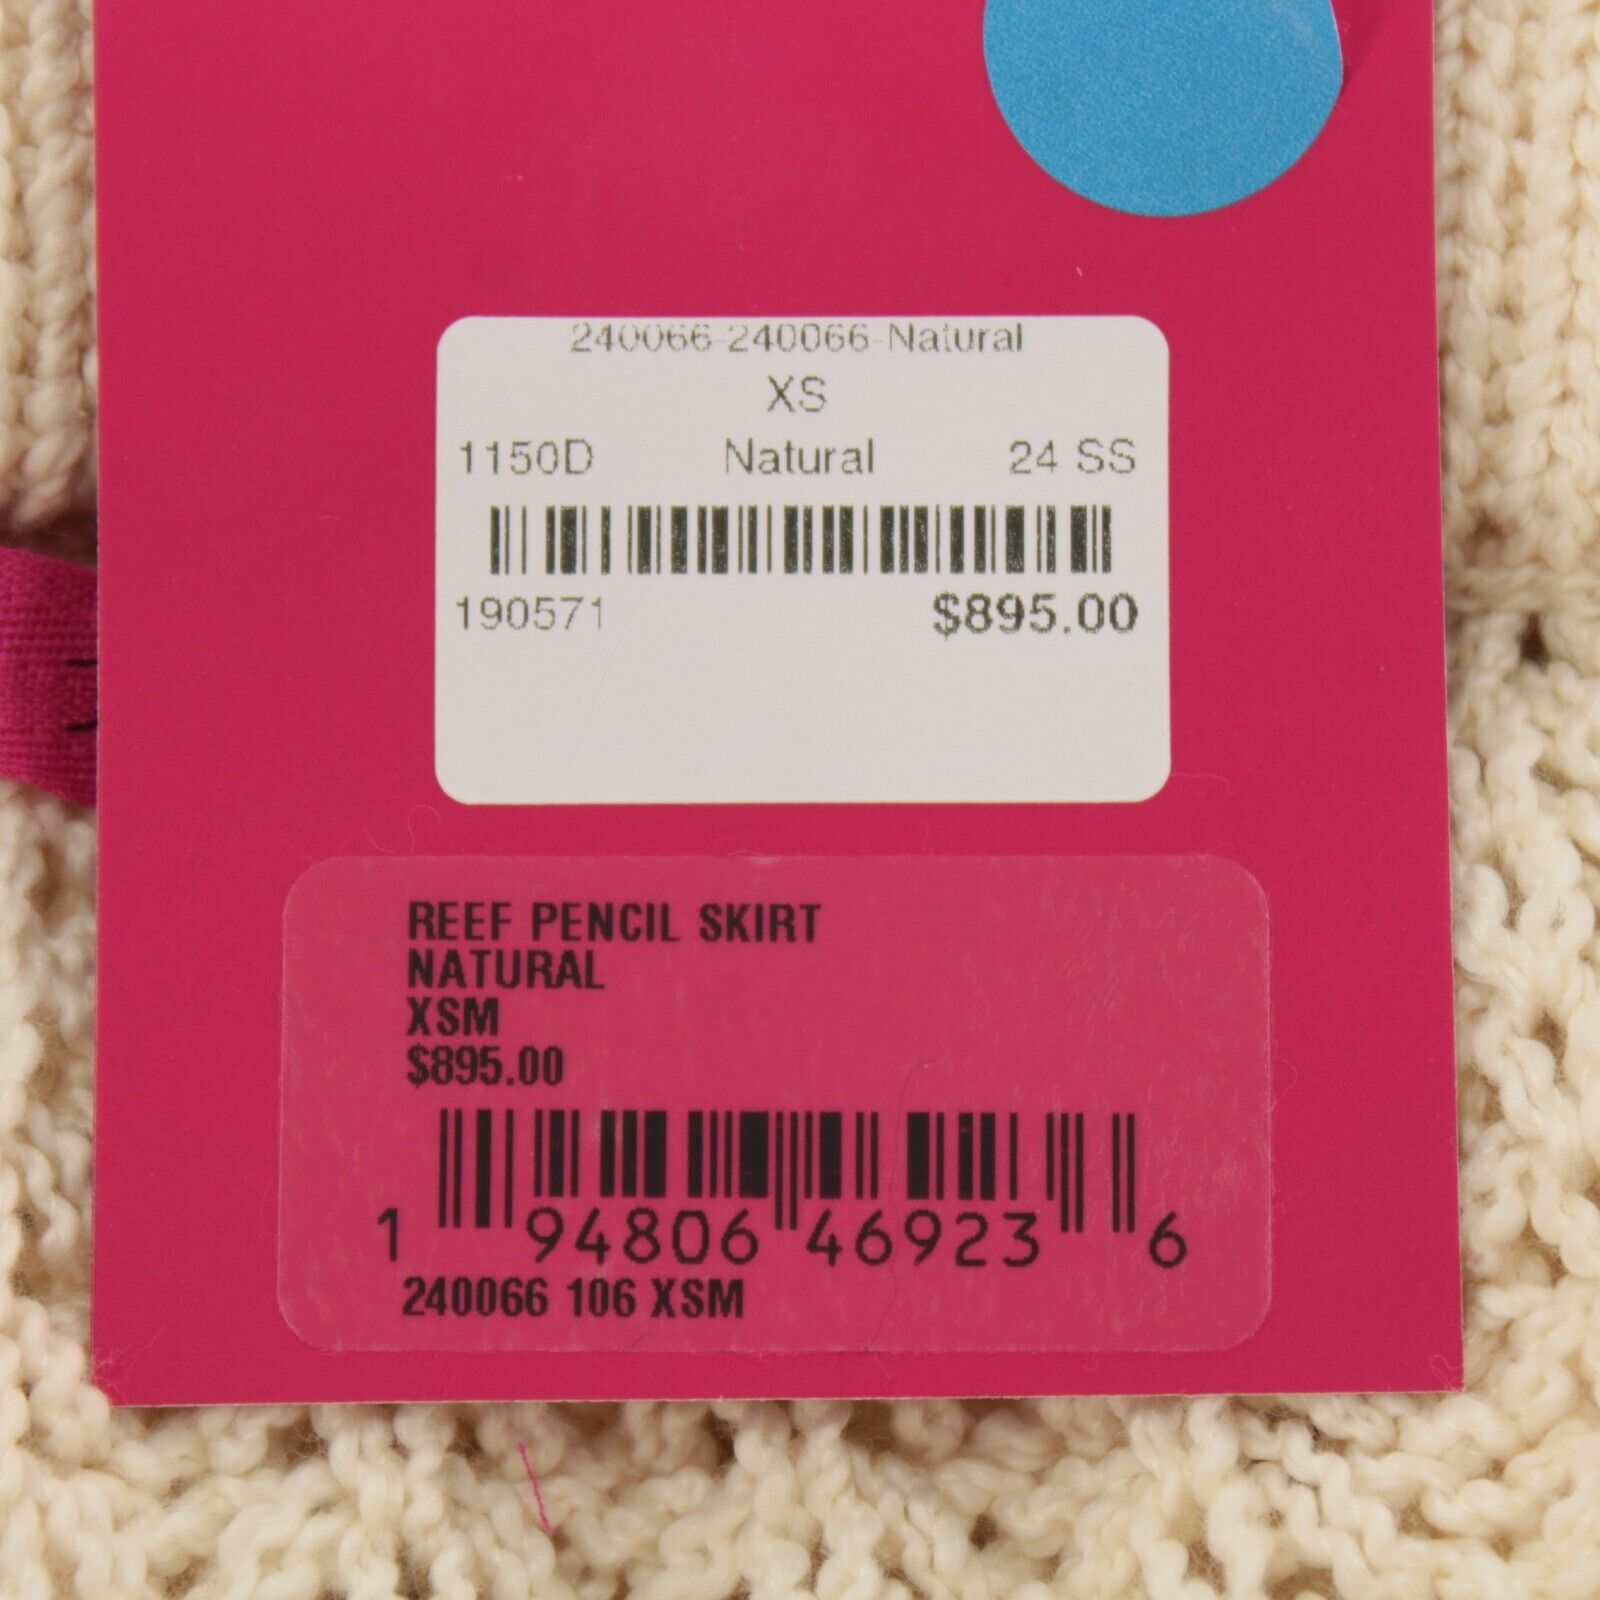 240066-240066-Natural
XS
1150D Natural 24 SS
190571 $895.00
REEF PENCIL SKIRT
NATURAL
XSM
$895.00
1 94806 46923 6
240066 106 XSM